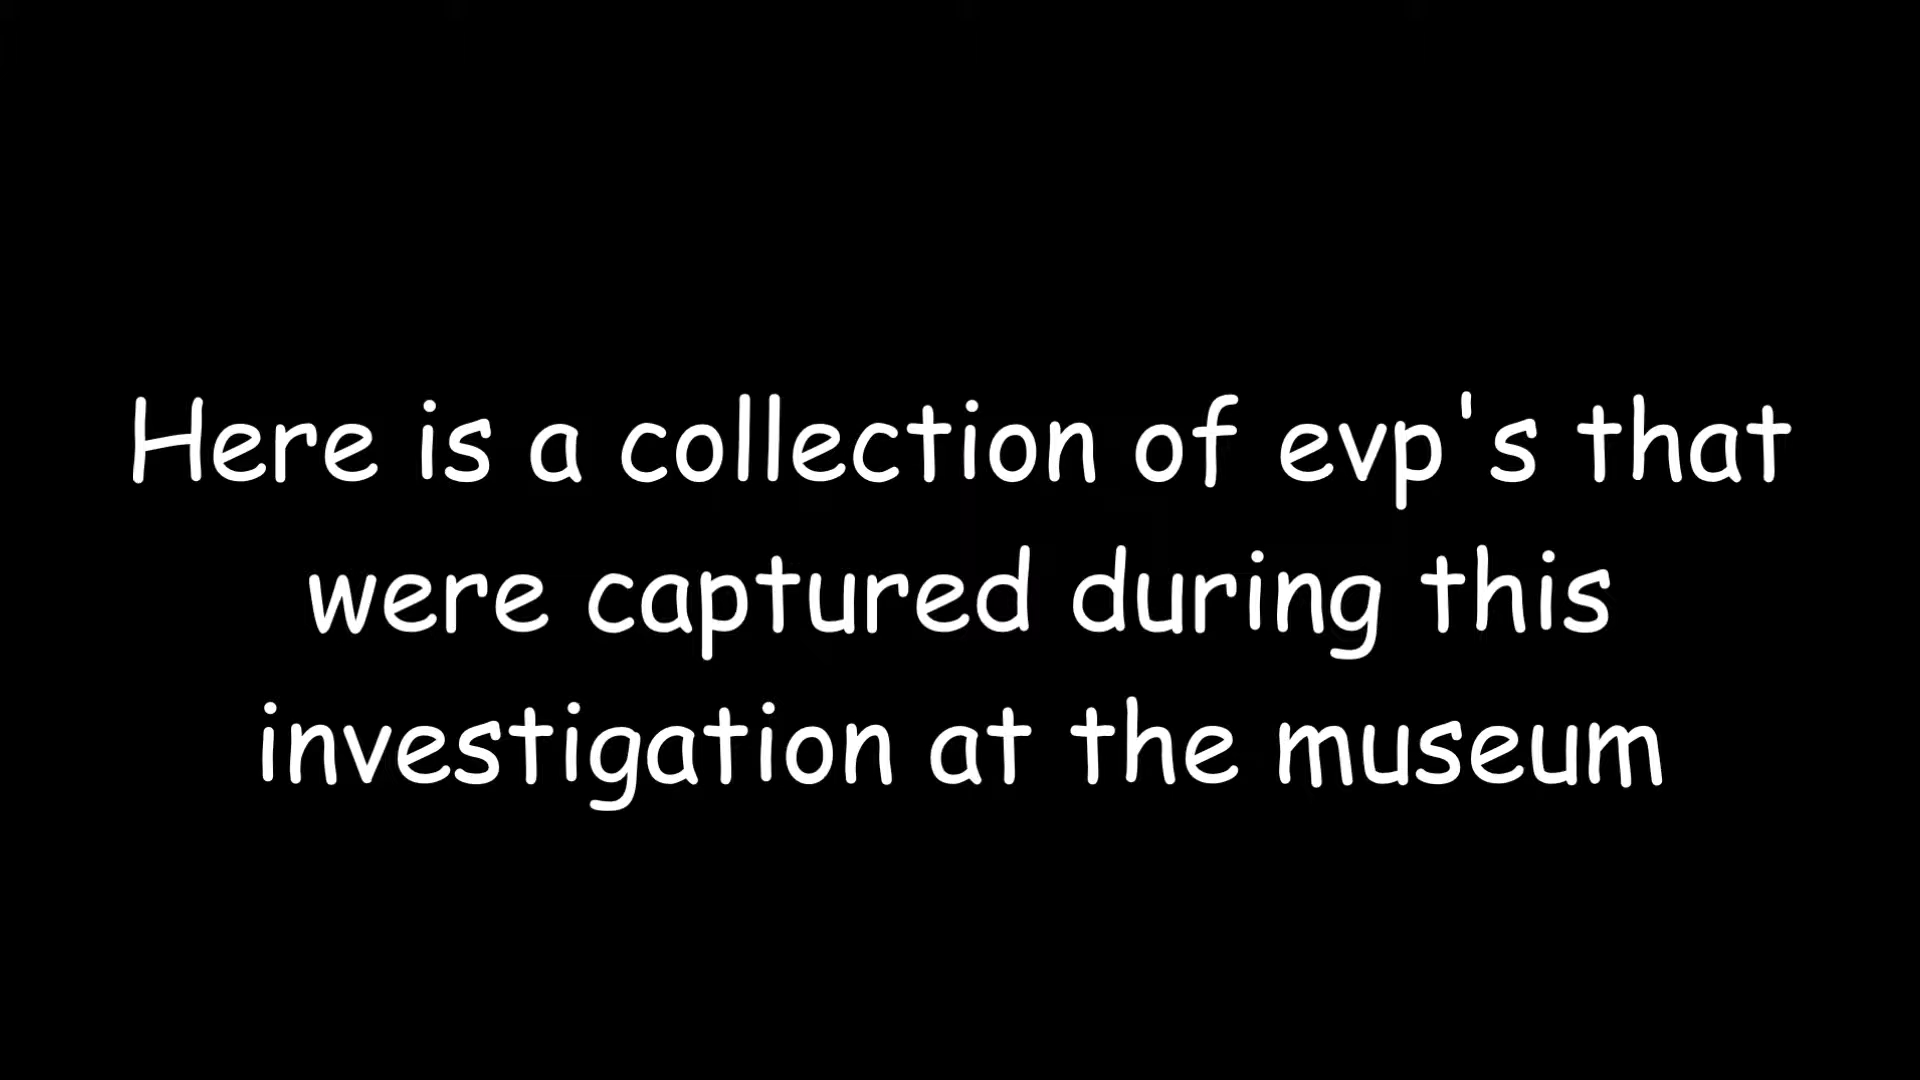 Here is a collection of evp's that
were captured during this
investigation at the museum